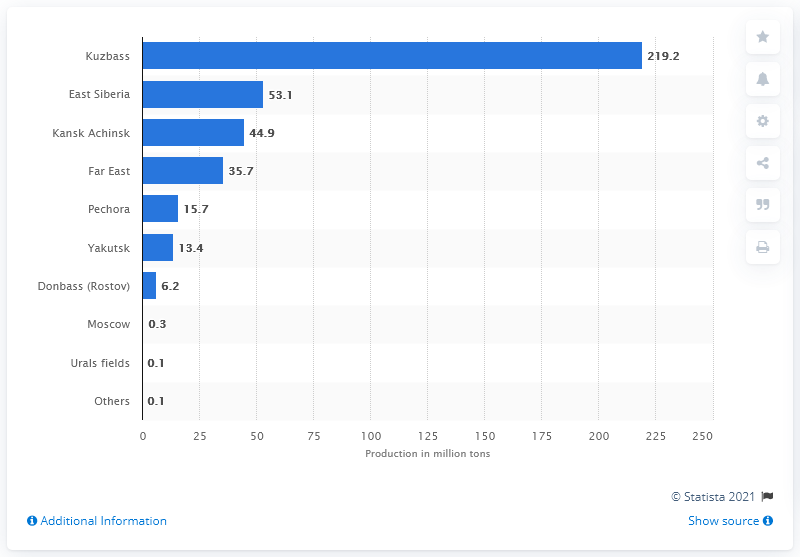 Kuzbass 219.2
East Siberia 53.1
Kansk Achinsk 44.9
Far East 35.7
Pechora 15.7
Yakutsk 13.4
Donbass (Rostov) 6.2
Moscow 0.3
Urals fields 0.1
Others 0.1
0 25 50 75 100 125 150 175 200 225 250
Production in million tons
© Statista 2021
Additional Information Show source